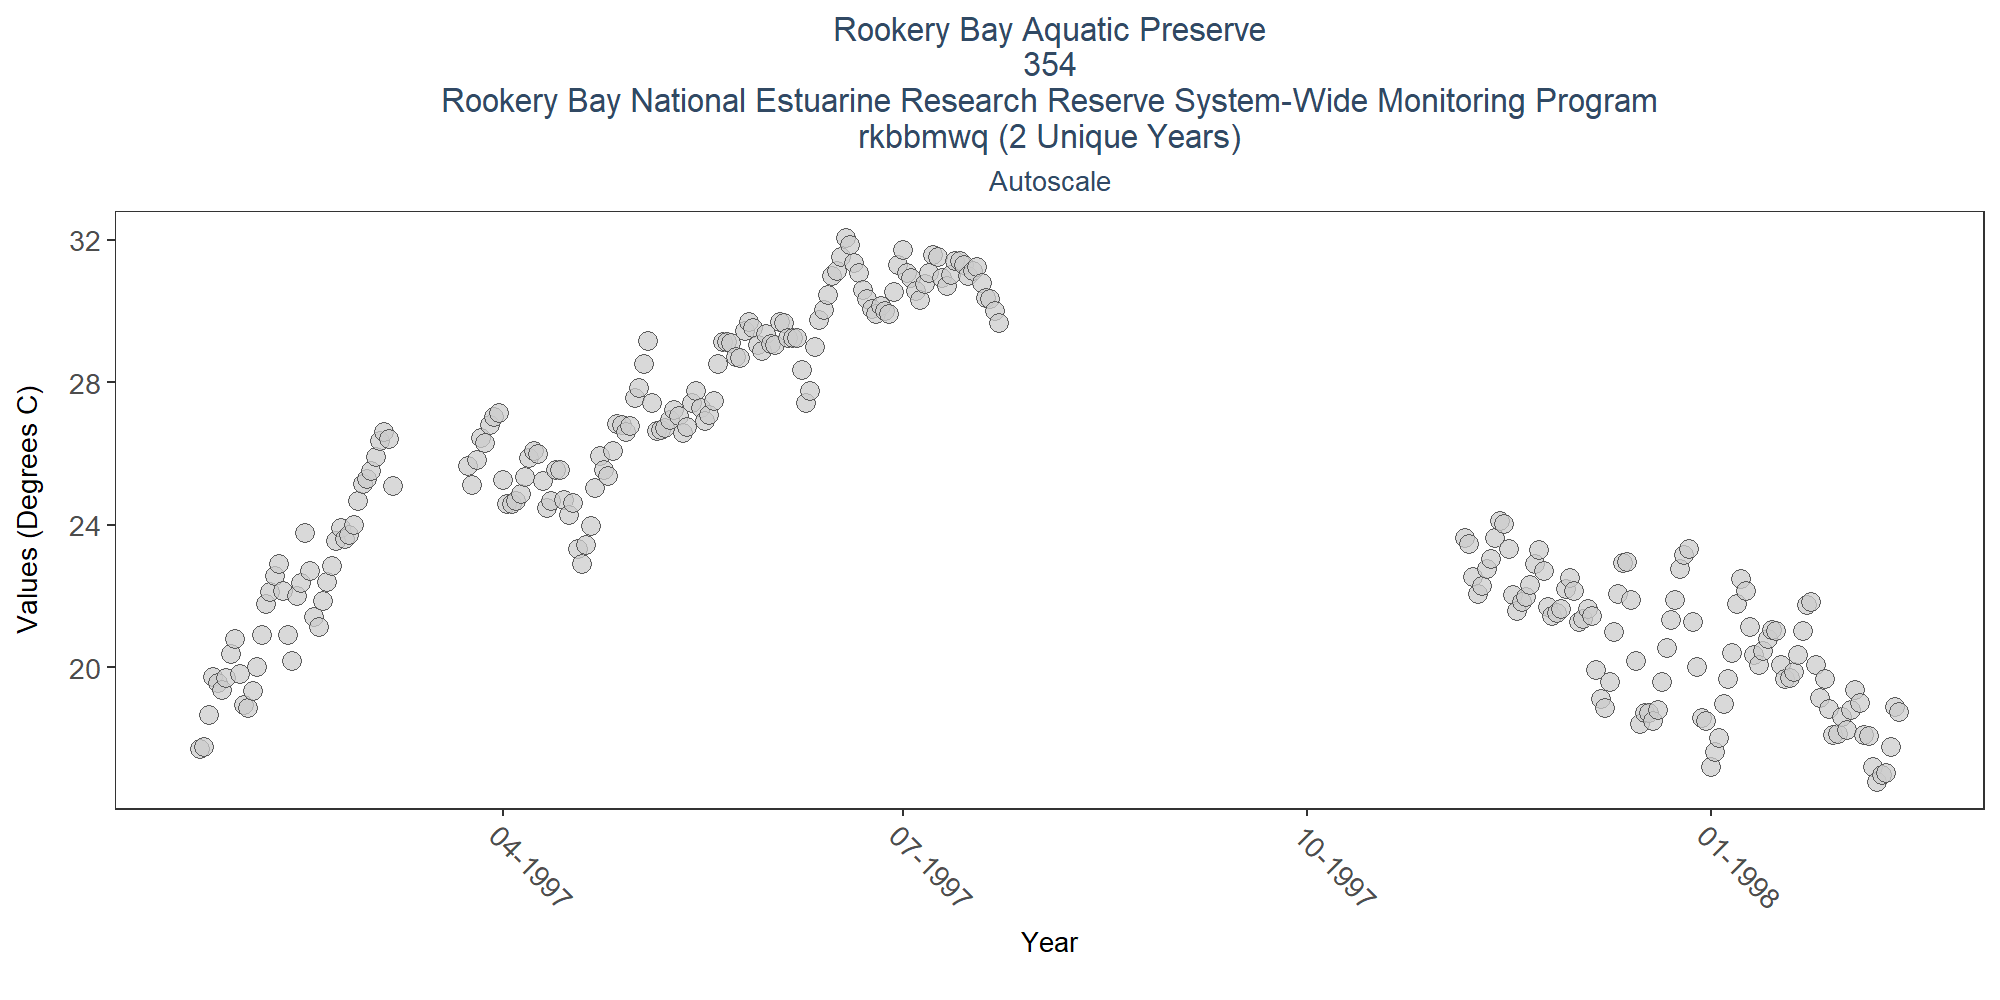 Rookery Bay Aquatic Preserve
354
Rookery Bay National Estuarine Research Reserve System-Wide Monitoring Program
rkbbmwq (2 Unique Years)
Autoscale
Values (Degrees C)
32
28
24
20
04-1997
07-1997
10-1997
01-1998
Year